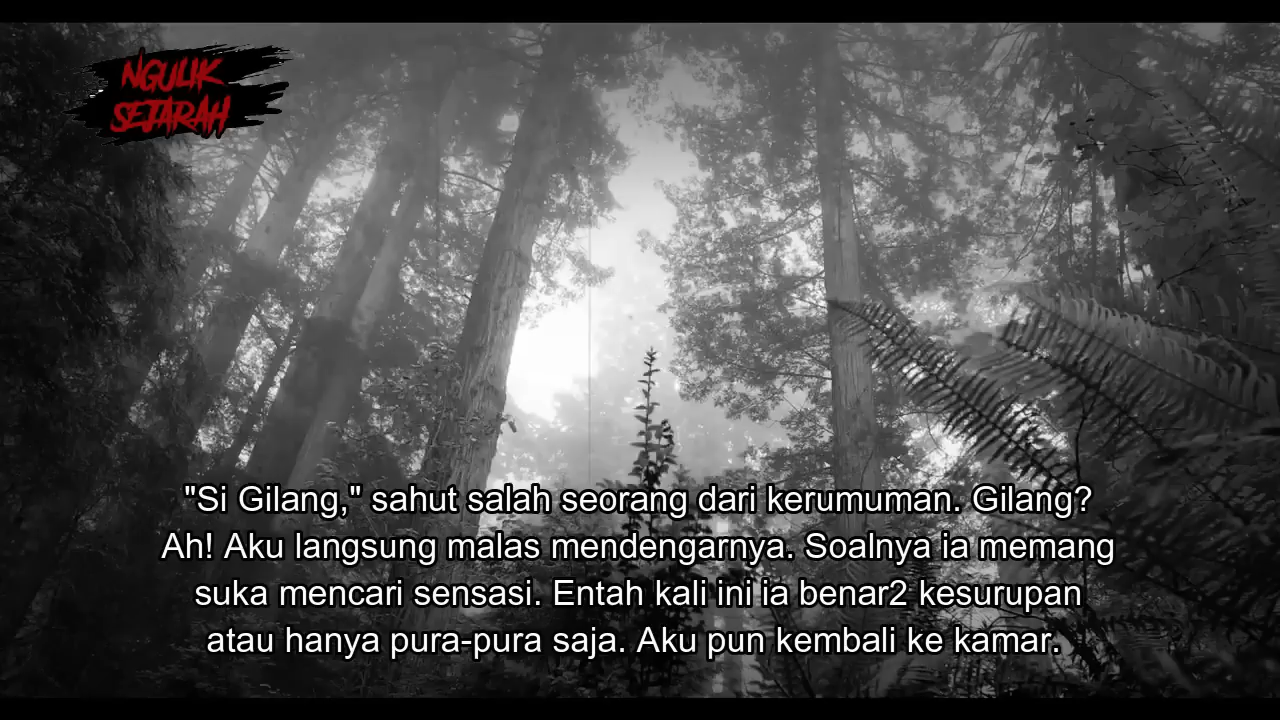 NGULIK
SEJARAH
"Si Gilang," sahut salah seorang dari kerumuman. Gilang?
Ah! Aku langsung malas mendengarnya. Soalnya ia memang
suka mencari sensasi. Entah kali ini ia benar2 kesurupan
atau hanya pura-pura saja. Aku pun kembali ke kamar.